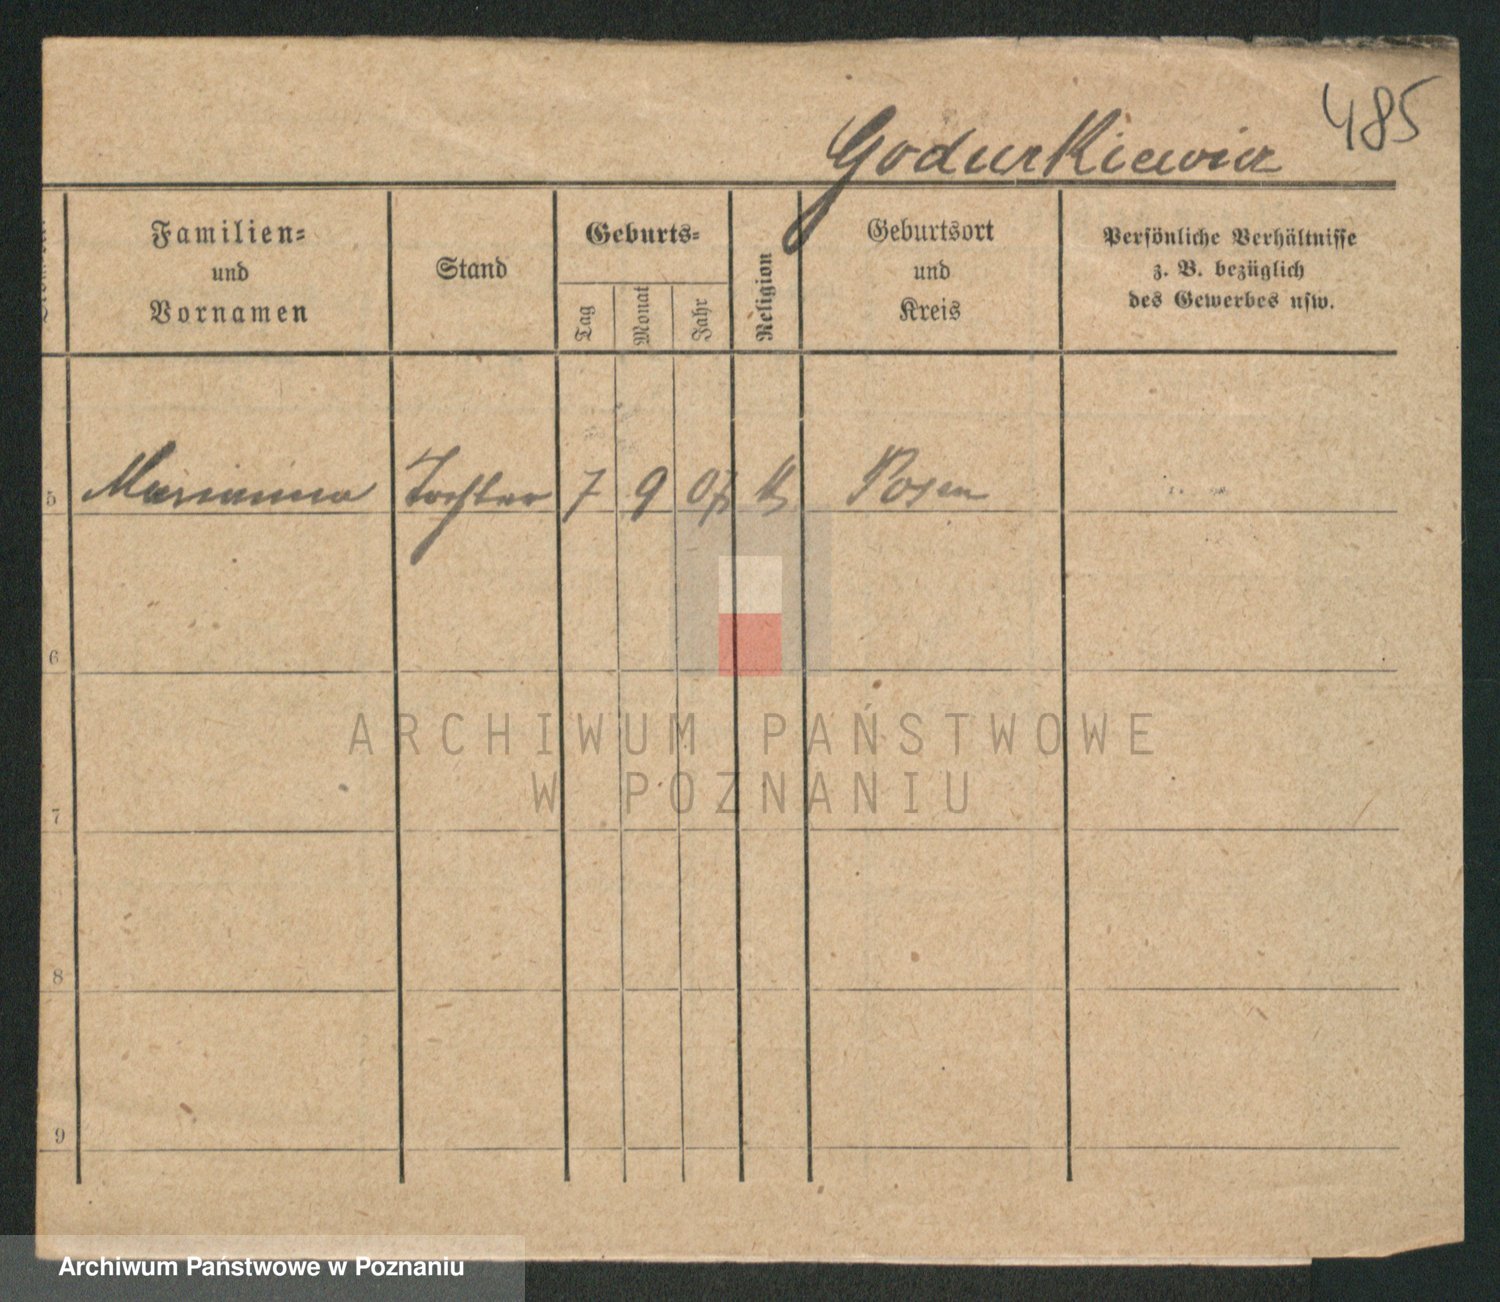 485
Godurkiewicz
Familien=
und
Vornamen
Stand
Geburts=
Tag
Monat
Jahr
Religion
Geburtsort
und
Kreis
Persönliche Verhältnisse
z. B. bezüglich
des Gewerbes usw.
5 Marianna Tochter 7 9 07 k Posen
6
7
8
9
ARCHIWUM PAŃSTWOWE
W POZNANIU
Archiwum Państwowe w Poznaniu